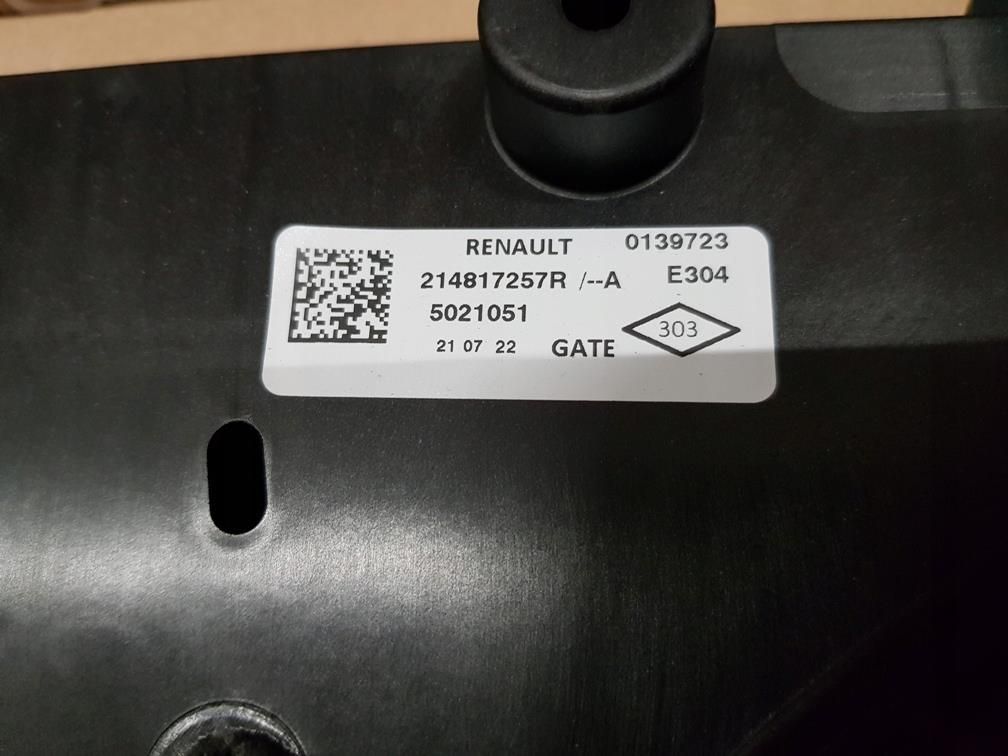 RENAULT 0139723
214817257R /--A E304
5021051
303
21 07 22 GATE